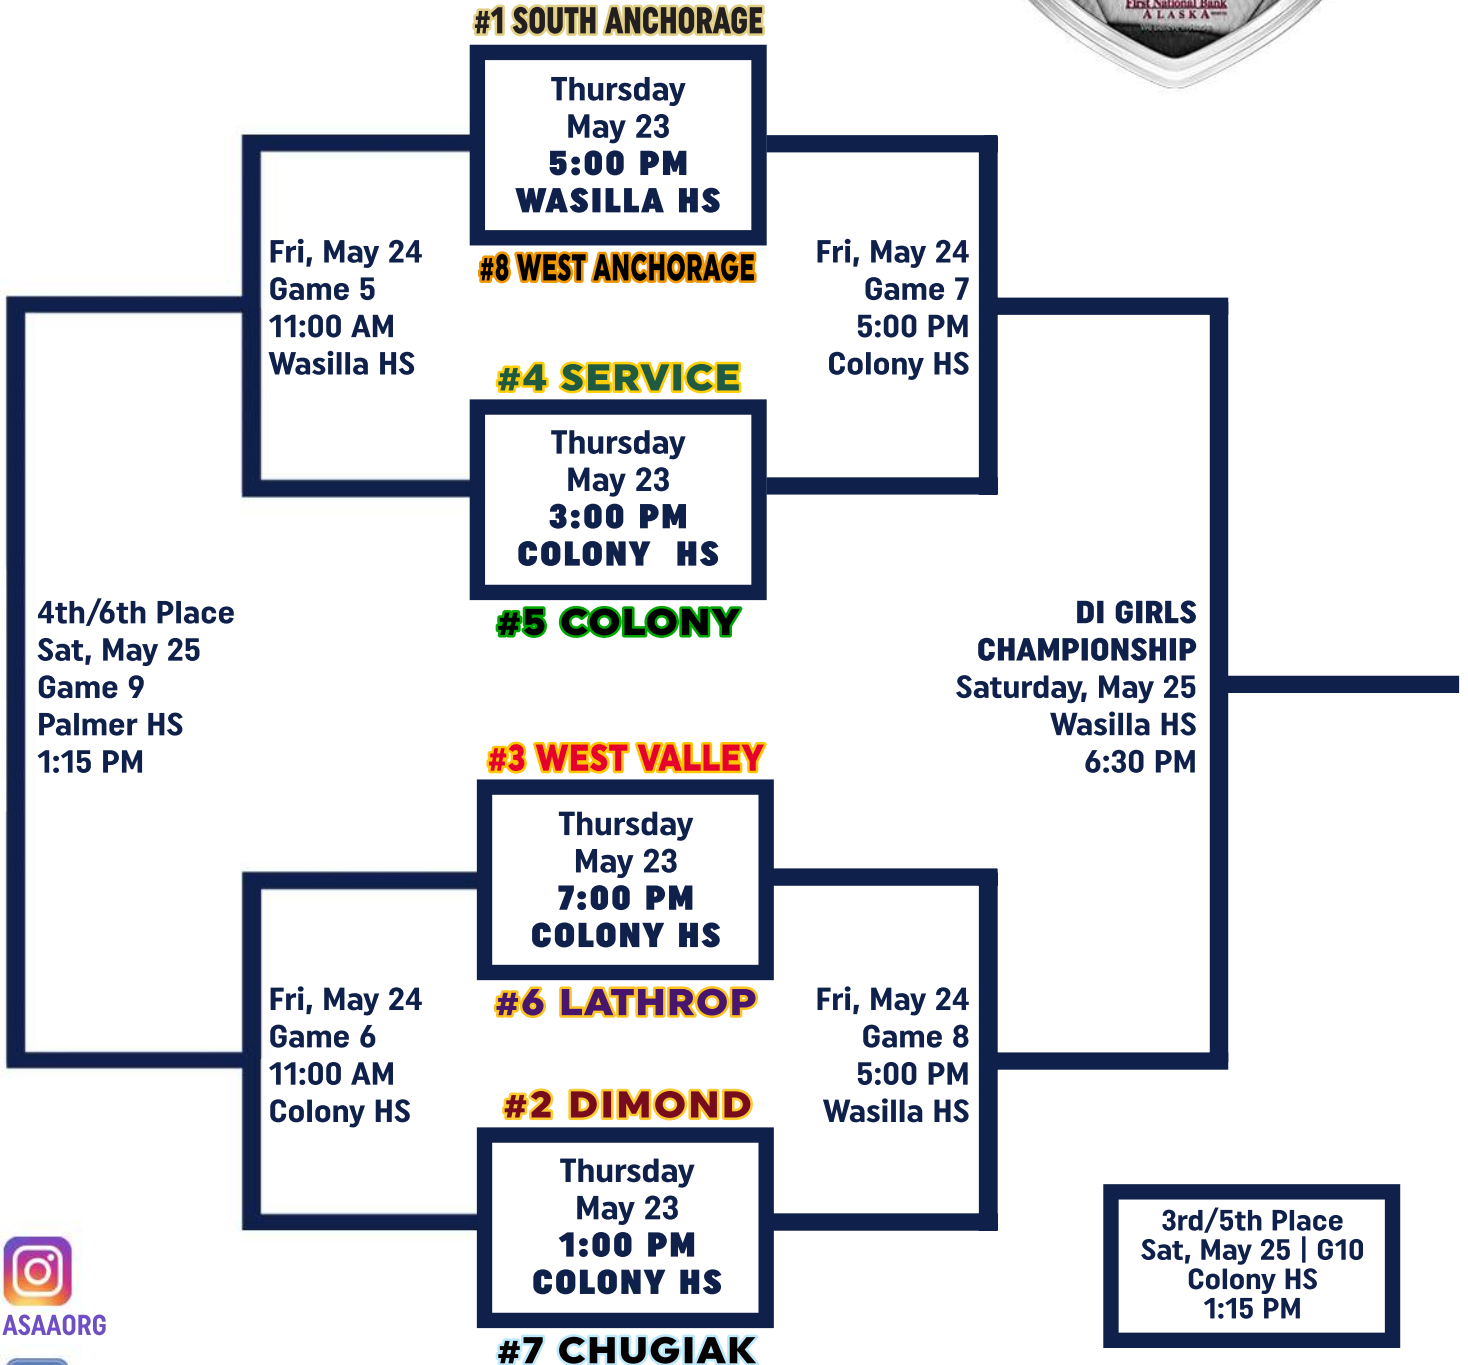 First National Bank
ALASKA
#1 SOUTH ANCHORAGE
Thursday
May 23
5:00 PM
WASILLA HS
#8 WEST ANCHORAGE
Fri, May 24
Game 5
11:00 AM
Wasilla HS
Fri, May 24
Game 7
5:00 PM
Colony HS
#4 SERVICE
Thursday
May 23
3:00 PM
COLONY HS
#5 COLONY
4th/6th Place
Sat, May 25
Game 9
Palmer HS
1:15 PM
DI GIRLS
CHAMPIONSHIP
Saturday, May 25
Wasilla HS
6:30 PM
#3 WEST VALLEY
Thursday
May 23
7:00 PM
COLONY HS
#6 LATHROP
Fri, May 24
Game 6
11:00 AM
Colony HS
Fri, May 24
Game 8
5:00 PM
Wasilla HS
#2 DIMOND
Thursday
May 23
1:00 PM
COLONY HS
#7 CHUGIAK
3rd/5th Place
Sat, May 25 | G10
Colony HS
1:15 PM
ASAAORG